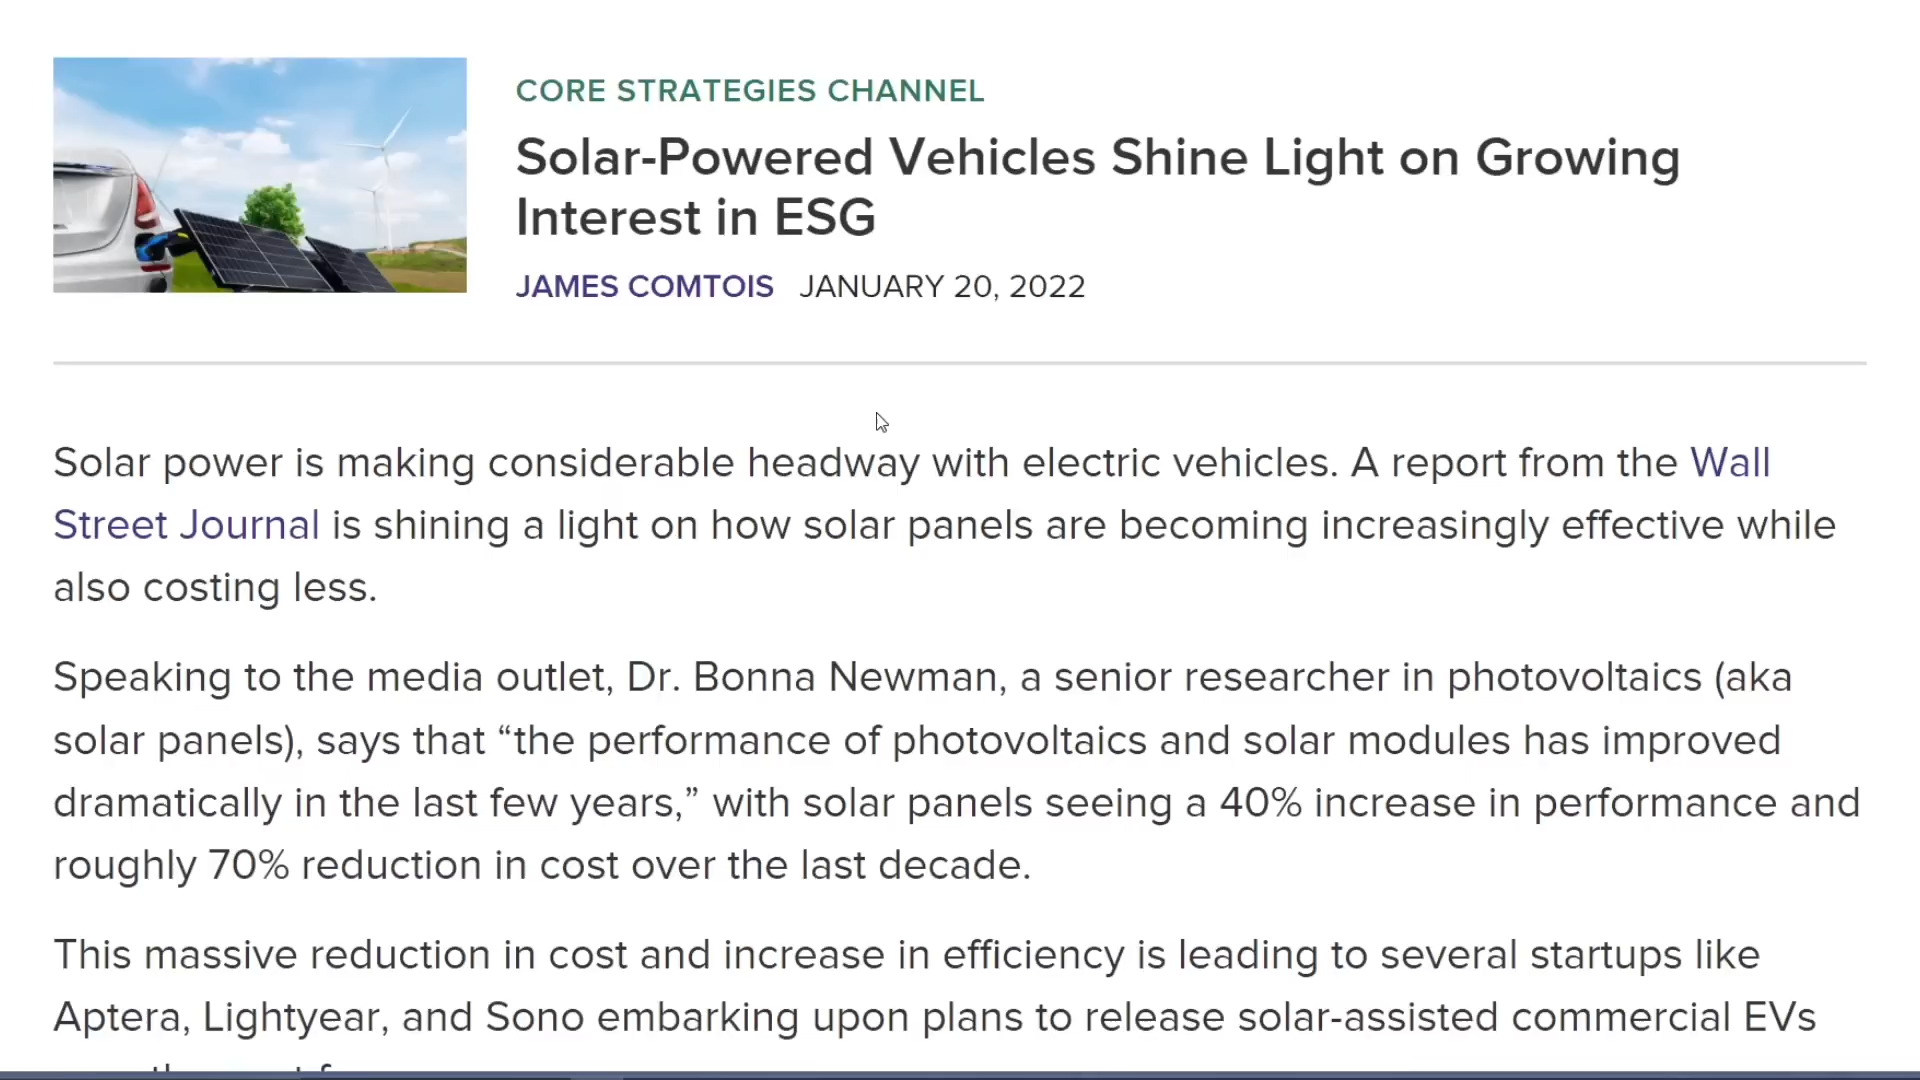 CORE STRATEGIES CHANNEL
Solar-Powered Vehicles Shine Light on Growing
Interest in ESG
JAMES COMTOIS JANUARY 20, 2022
Solar power is making considerable headway with electric vehicles. A report from the Wall
Street Journal is shining a light on how solar panels are becoming increasingly effective while
also costing less.
Speaking to the media outlet, Dr. Bonna Newman, a senior researcher in photovoltaics (aka
solar panels), says that “the performance of photovoltaics and solar modules has improved
dramatically in the last few years,” with solar panels seeing a 40% increase in performance and
roughly 70% reduction in cost over the last decade.
This massive reduction in cost and increase in efficiency is leading to several startups like
Aptera, Lightyear, and Sono embarking upon plans to release solar-assisted commercial EVs